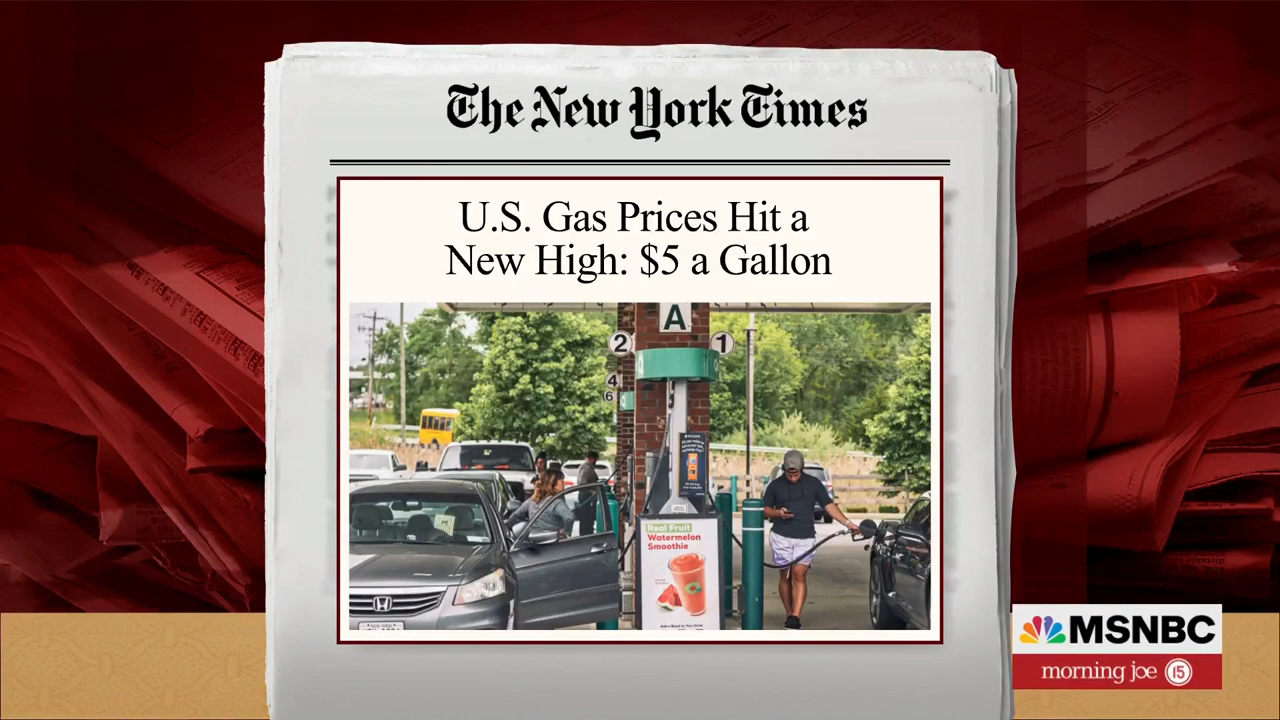 The New York Times
U.S. Gas Prices Hit a
New High: $5 a Gallon
A
2
1
4
6
Real Fruit
Watermelon
Smoothie
MSNBC
morning joe 15